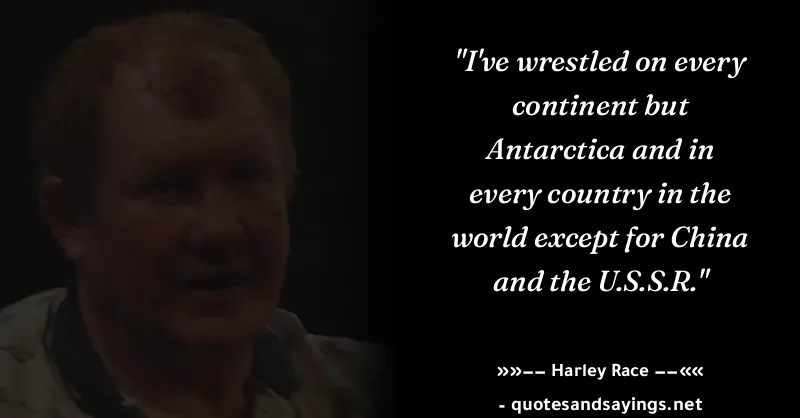 "I've wrestled on every
continent but
Antarctica and in
every country in the
world except for China
and the U.S.S.R."
»»–– Harley Race ––««
- quotesandsayings.net